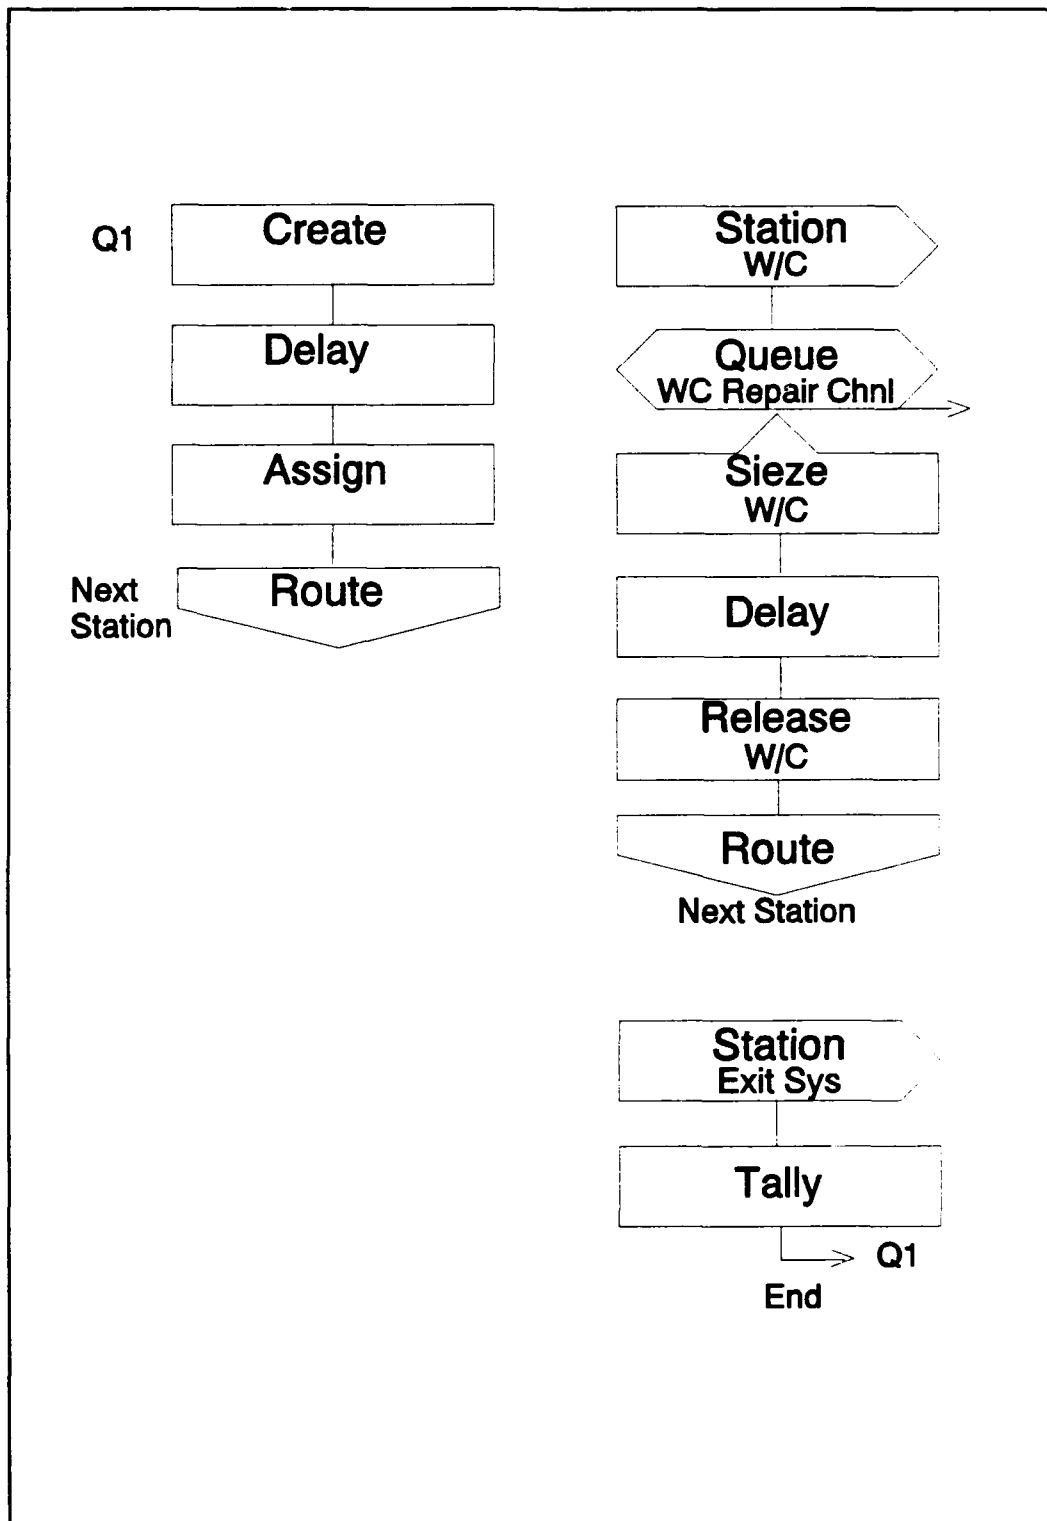 Q1
Create
Delay
Assign
Next
Station
Route
Station
W/C
Queue
WC Repair Chnl
Sieze
W/C
Delay
Release
W/C
Route
Next Station
Station
Exit Sys
Tally
Q1
End